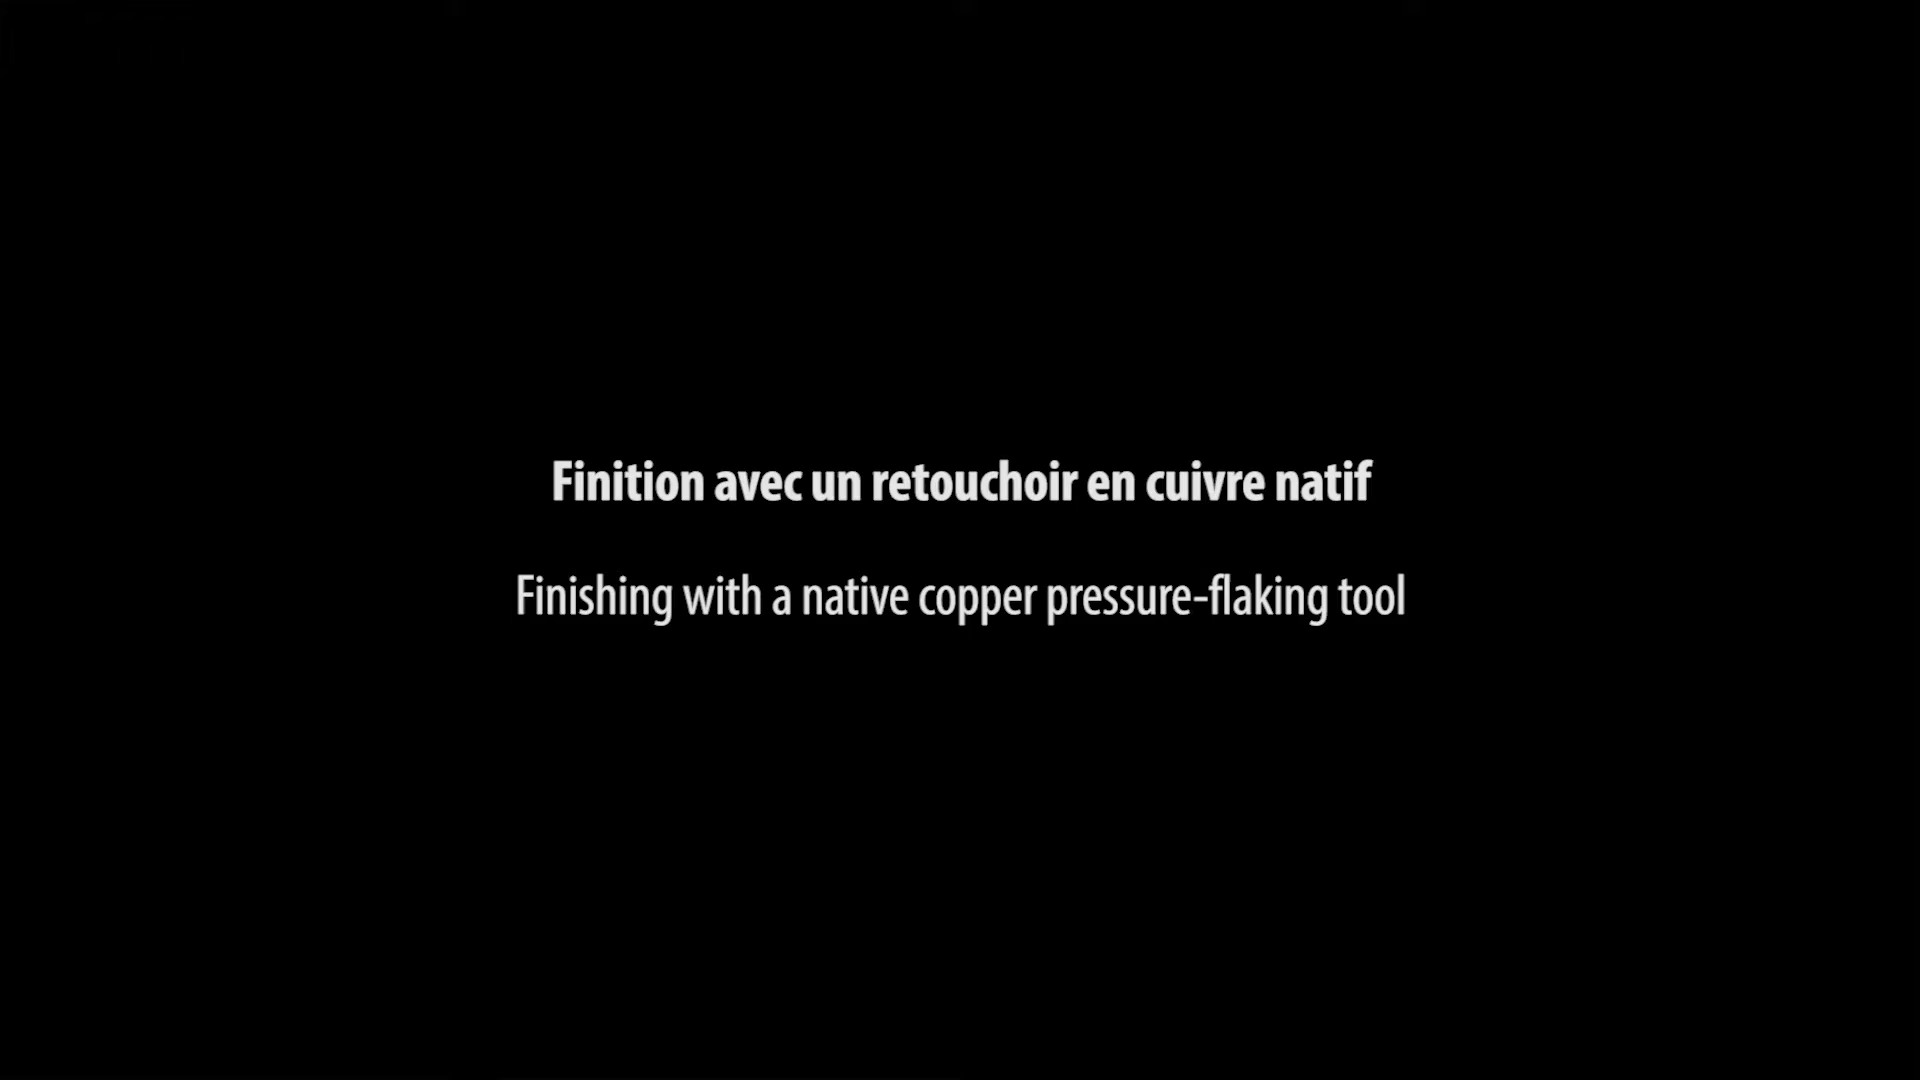 Finition avec un retouchoir en cuivre natif
Finishing with a native copper pressure-flaking tool